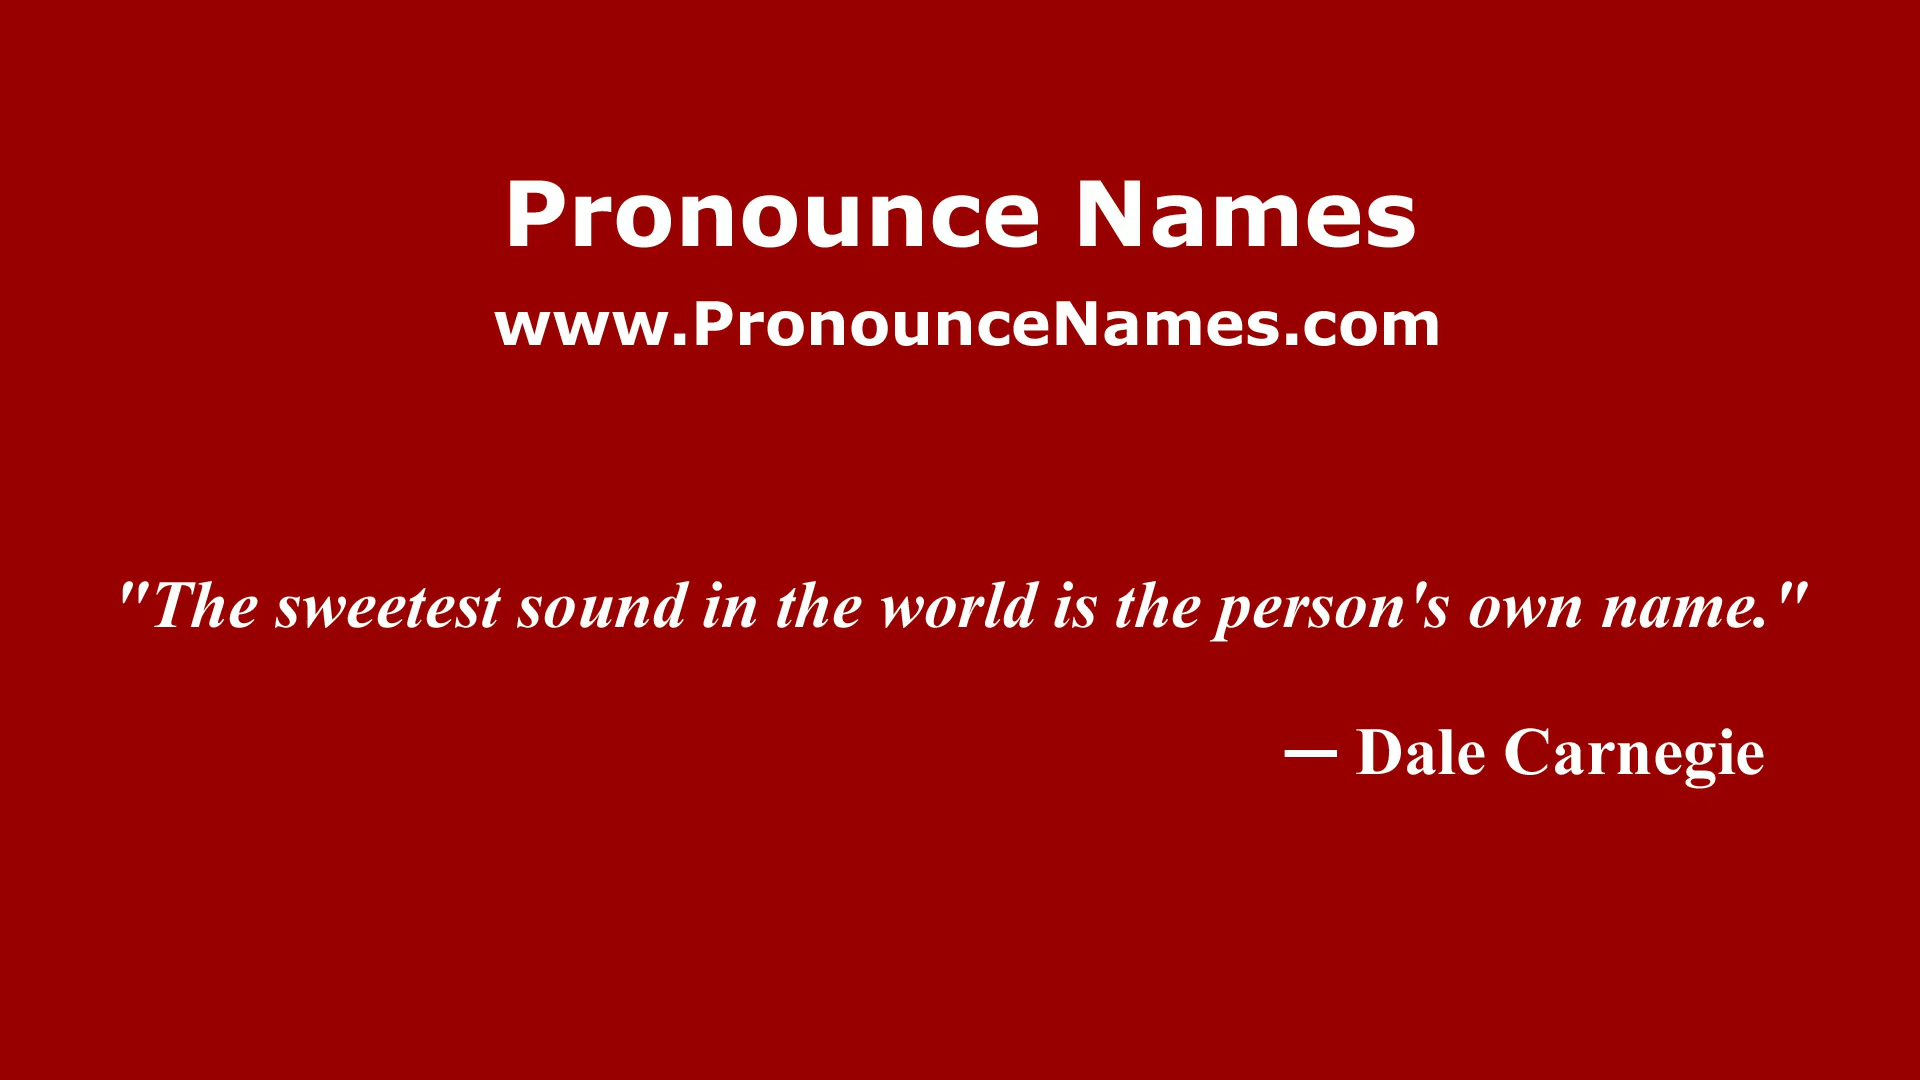 Pronounce Names
www.PronounceNames.com
"The sweetest sound in the world is the person's own name."
— Dale Carnegie